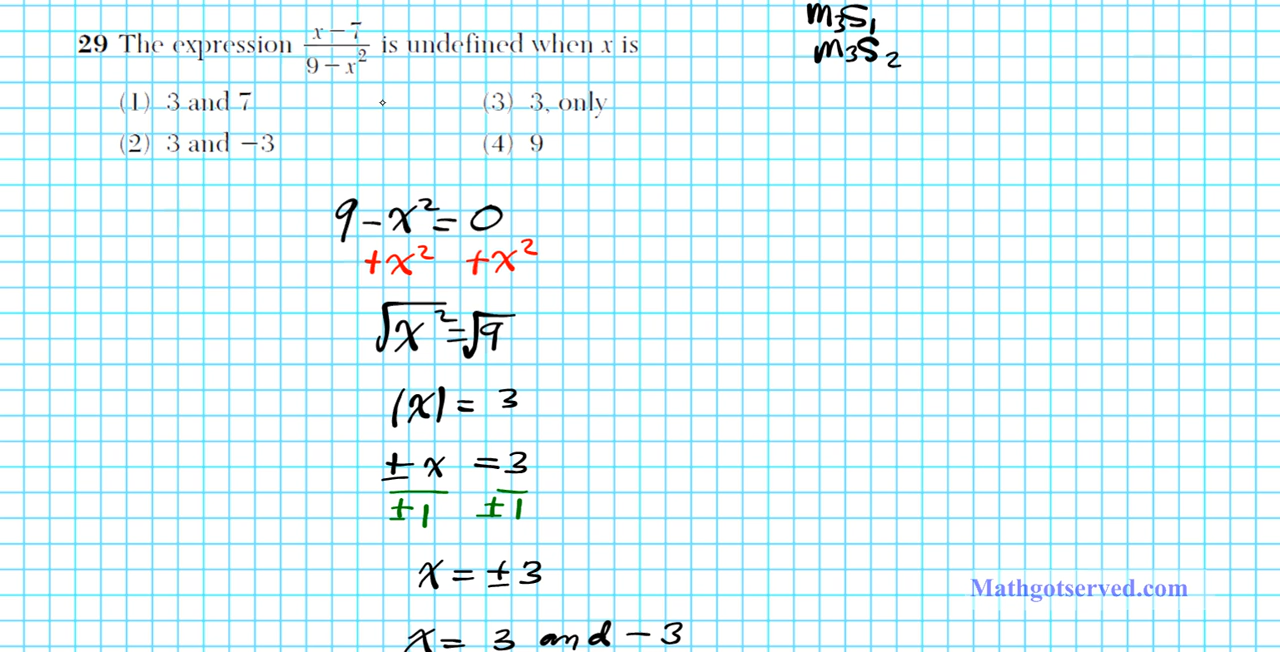 m3S1
m3S2
29 The expression (x − 7)/(9 − x²) is undefined when x is
(1) 3 and 7
(3) 3, only
(2) 3 and −3
(4) 9
9 − x² = 0
+x² +x²
√x² = √9
|x| = 3
± x = 3
±1 ±1
x = ± 3
x = 3 and − 3
Mathgotserved.com